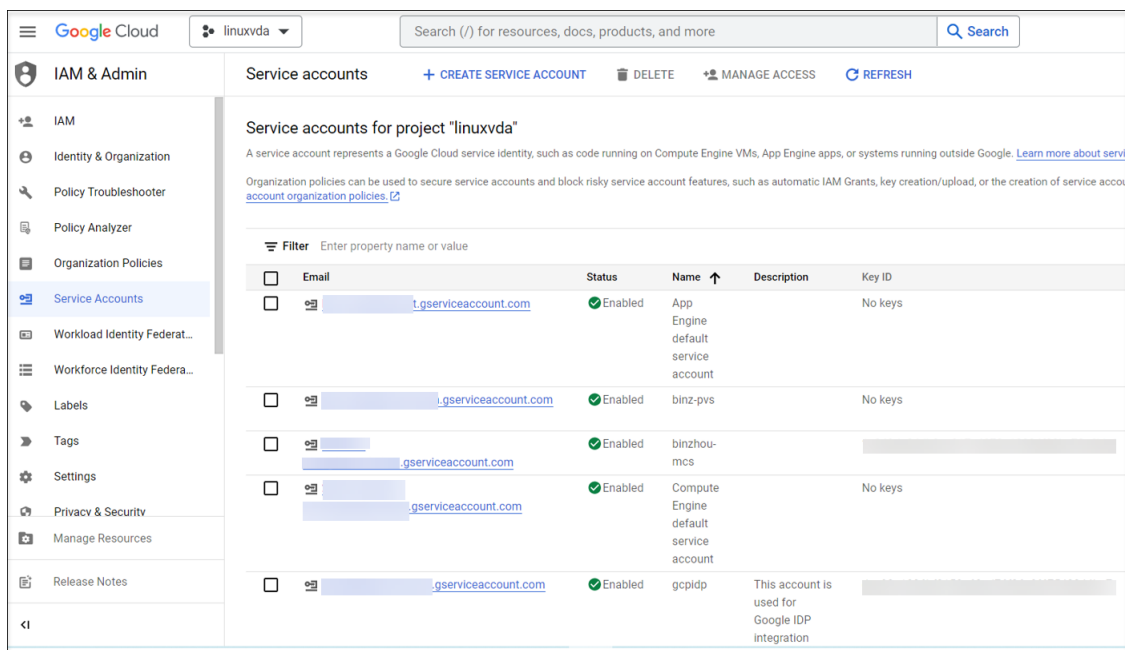 Google Cloud
linuxvda
Search (/) for resources, docs, products, and more
Search
IAM & Admin
Service accounts
+ CREATE SERVICE ACCOUNT
DELETE
MANAGE ACCESS
REFRESH
IAM
Identity & Organization
Policy Troubleshooter
Policy Analyzer
Organization Policies
Service Accounts
Workload Identity Federat...
Workforce Identity Federa...
Labels
Tags
Settings
Privacy & Security
Manage Resources
Release Notes
Service accounts for project "linuxvda"
A service account represents a Google Cloud service identity, such as code running on Compute Engine VMs, App Engine apps, or systems running outside Google. Learn more about servi
Organization policies can be used to secure service accounts and block risky service account features, such as automatic IAM Grants, key creation/upload, or the creation of service accou
account organization policies.
Filter Enter property name or value
Email Status Name Description Key ID
t.gserviceaccount.com Enabled App No keys
Engine
default
service
account
.gserviceaccount.com Enabled binz-pvs No keys
Enabled binzhou-
.gserviceaccount.com mcs
Enabled Compute No keys
.gserviceaccount.com Engine
default
service
account
.gserviceaccount.com Enabled gcpidp This account is
used for
Google IDP
integration